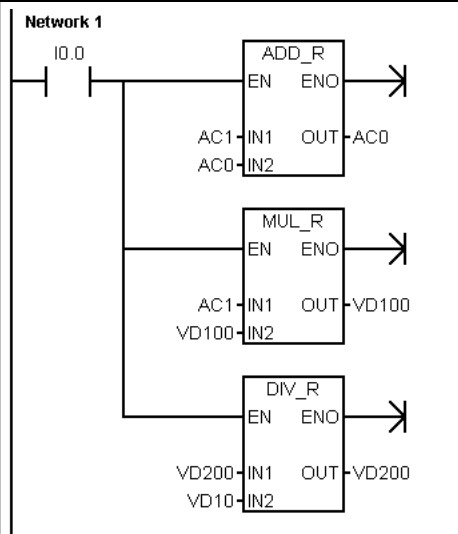 Network 1
I0.0
ADD_R
EN ENO
AC1 IN1 OUT AC0
AC0 IN2
MUL_R
EN ENO
AC1 IN1 OUT VD100
VD100 IN2
DIV_R
EN ENO
VD200 IN1 OUT VD200
VD10 IN2